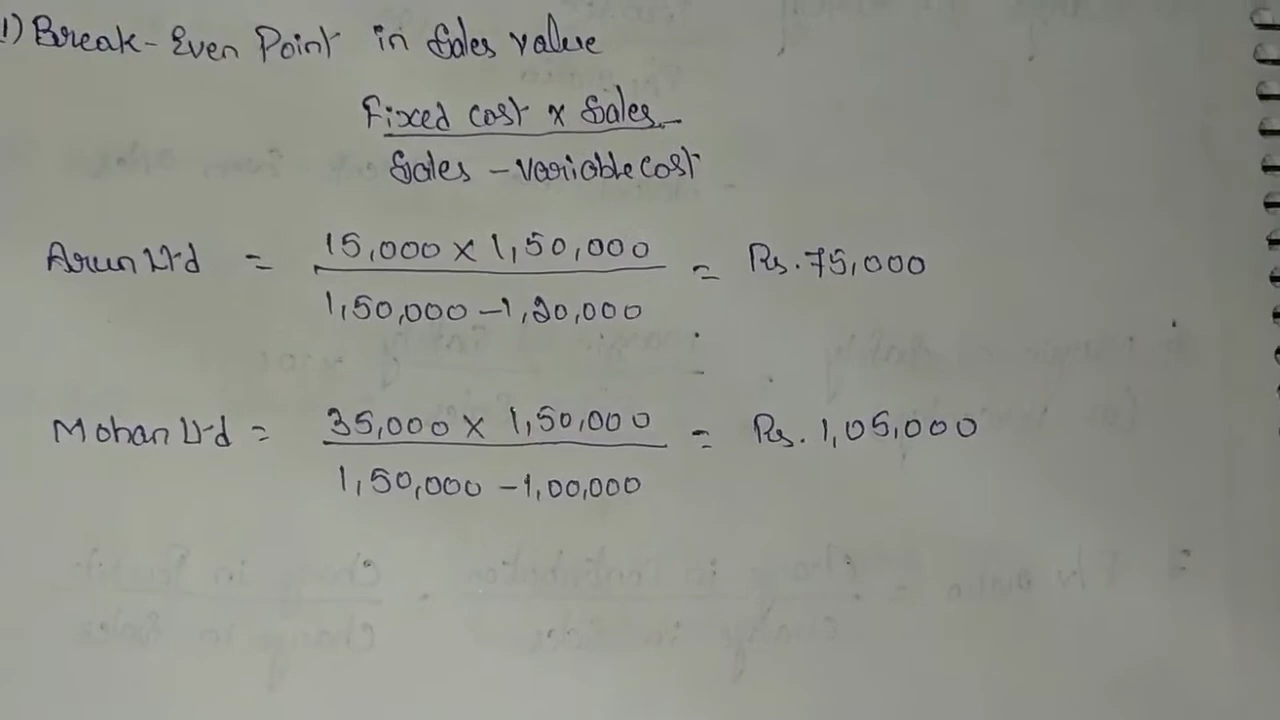 1) Break-Even Point in Sales value
Fixed cost x Sales
Sales - Variable cost
Arun Ltd = 15,000 x 1,50,000 = Rs. 75,000
1,50,000 - 1,20,000
Mohan Ltd = 35,000 x 1,50,000 = Rs. 1,05,000
1,50,000 - 1,00,000